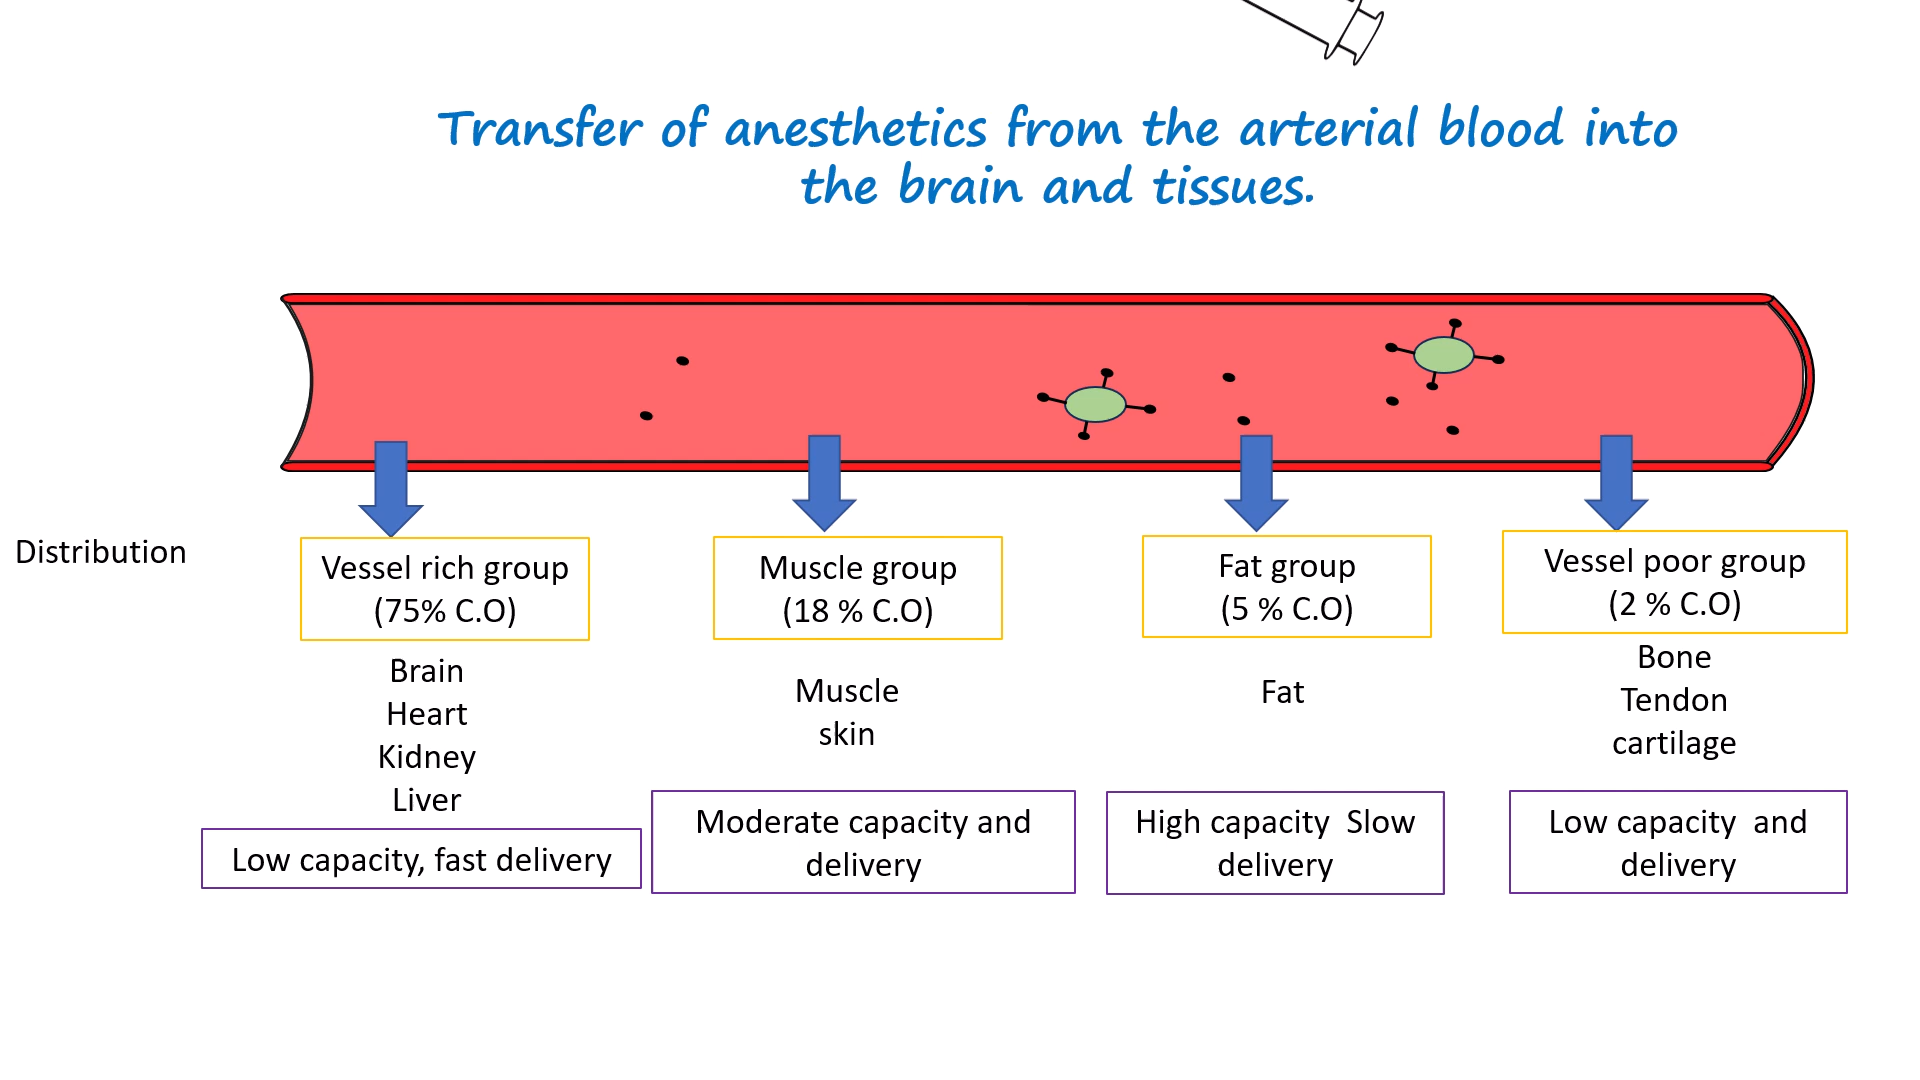 Transfer of anesthetics from the arterial blood into
the brain and tissues.
Distribution
Vessel rich group
(75% C.O)
Brain
Heart
Kidney
Liver
Low capacity, fast delivery
Muscle group
(18 % C.O)
Muscle
skin
Moderate capacity and
delivery
Fat group
(5 % C.O)
Fat
High capacity  Slow
delivery
Vessel poor group
(2 % C.O)
Bone
Tendon
cartilage
Low capacity  and
delivery